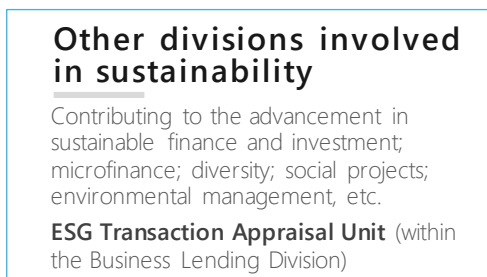 Other divisions involved
in sustainability
Contributing to the advancement in
sustainable finance and investment;
microfinance; diversity; social projects;
environmental management, etc.
ESG Transaction Appraisal Unit (within
the Business Lending Division)